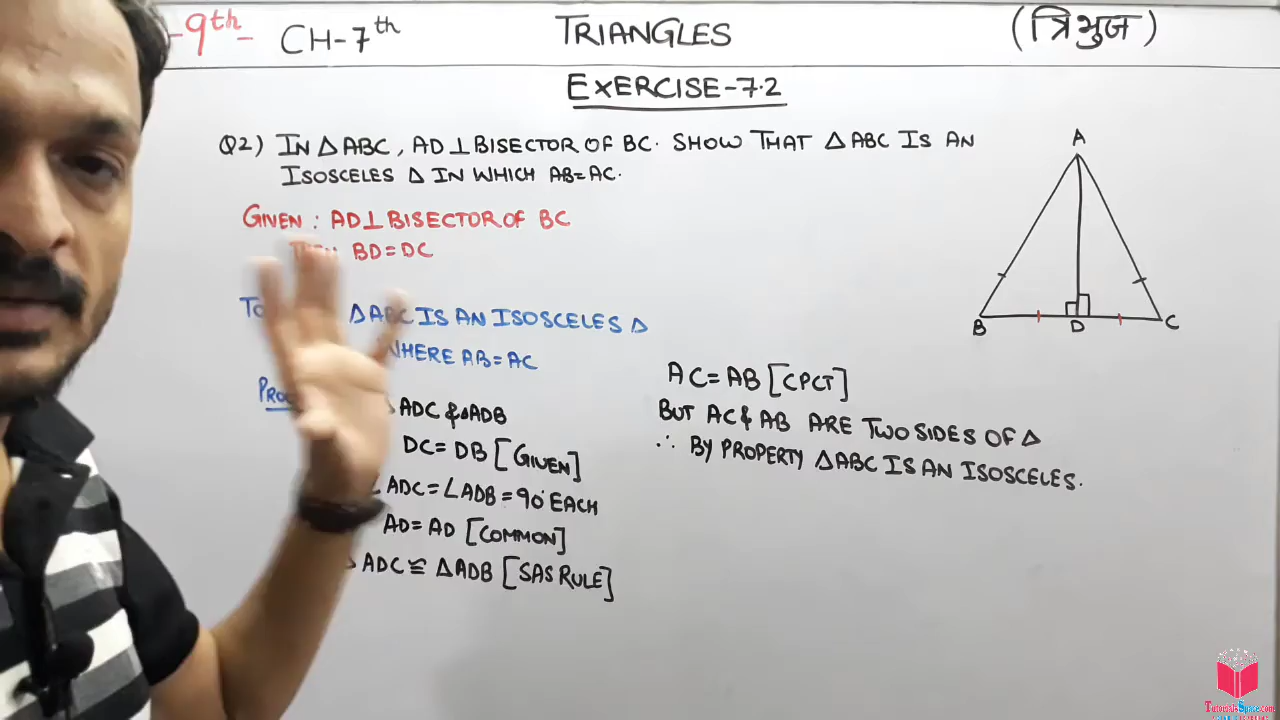 -9th- CH-7th TRIANGLES (त्रिभुज)
EXERCISE-7.2
Q2) IN △ABC, AD⊥BISECTOR OF BC. SHOW THAT △ABC IS AN
ISOSCELES △ IN WHICH AB=AC.
GIVEN: AD⊥BISECTOR OF BC
BD=DC
TO △ABC IS AN ISOSCELES △
WHERE AB=AC
ADC & △ADB
DC=DB [GIVEN]
∠ADC=∠ADB=90° EACH
AD=AD [COMMON]
△ADC≅△ADB [SAS RULE]
AC=AB [CPCT]
BUT AC & AB ARE TWO SIDES OF △
∴ BY PROPERTY △ABC IS AN ISOSCELES.
A
B D C
TutorialsSpace.com